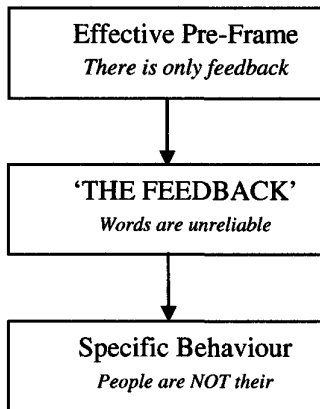 Effective Pre-Frame
There is only feedback
‘THE FEEDBACK’
Words are unreliable
Specific Behaviour
People are NOT their